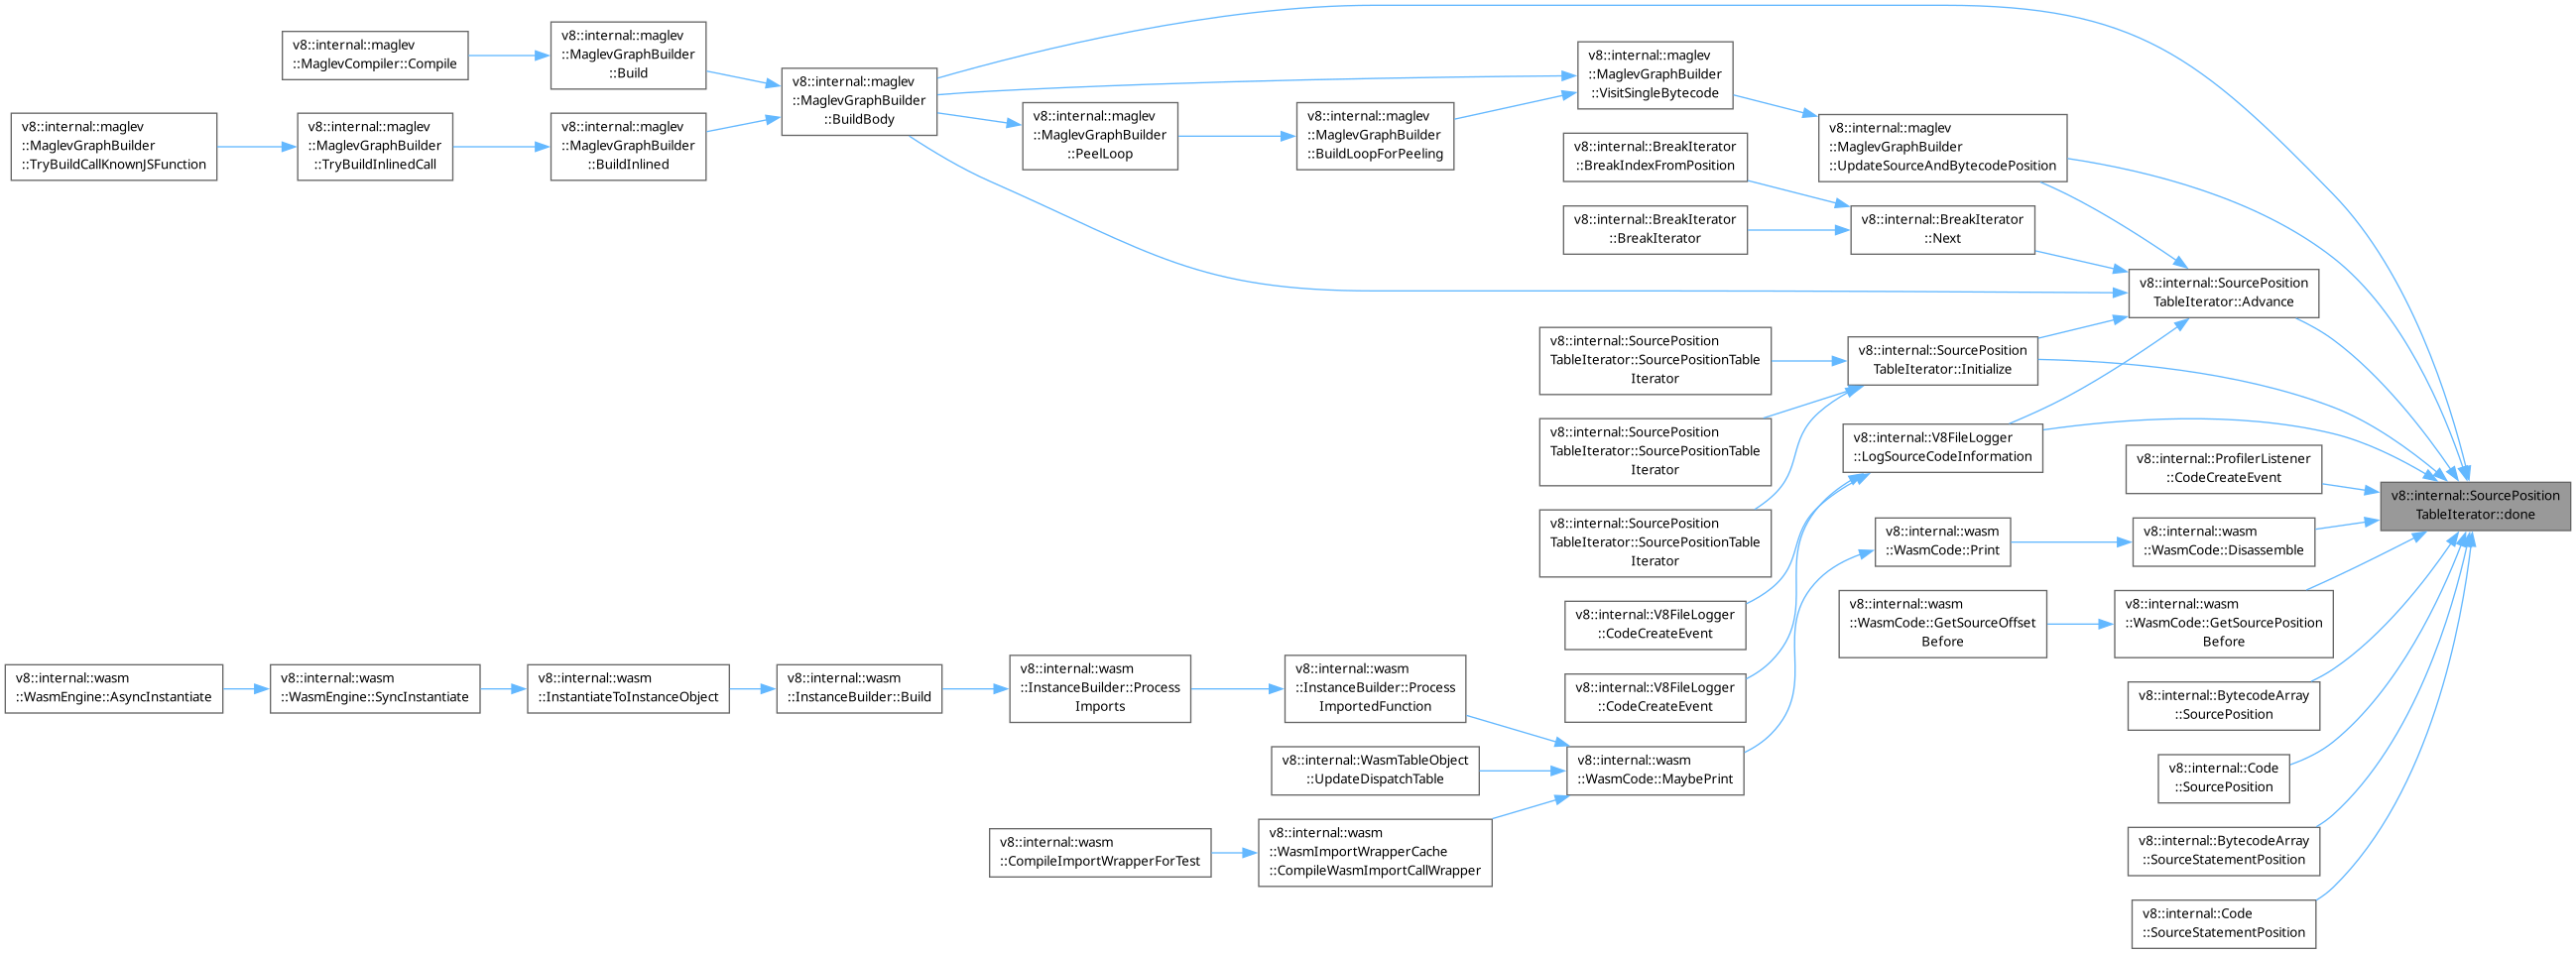 v8::internal::maglev
::MaglevCompiler::Compile
v8::internal::maglev
::MaglevGraphBuilder
::Build
v8::internal::maglev
::MaglevGraphBuilder
::TryBuildCallKnownJSFunction
v8::internal::maglev
::MaglevGraphBuilder
::TryBuildInlinedCall
v8::internal::maglev
::MaglevGraphBuilder
::BuildInlined
v8::internal::maglev
::MaglevGraphBuilder
::BuildBody
v8::internal::maglev
::MaglevGraphBuilder
::PeelLoop
v8::internal::maglev
::MaglevGraphBuilder
::BuildLoopForPeeling
v8::internal::maglev
::MaglevGraphBuilder
::VisitSingleBytecode
v8::internal::maglev
::MaglevGraphBuilder
::UpdateSourceAndBytecodePosition
v8::internal::BreakIterator
::BreakIndexFromPosition
v8::internal::BreakIterator
::BreakIterator
v8::internal::BreakIterator
::Next
v8::internal::SourcePosition
TableIterator::Advance
v8::internal::SourcePosition
TableIterator::SourcePositionTable
Iterator
v8::internal::SourcePosition
TableIterator::Initialize
v8::internal::SourcePosition
TableIterator::SourcePositionTable
Iterator
v8::internal::V8FileLogger
::LogSourceCodeInformation
v8::internal::ProfilerListener
::CodeCreateEvent
v8::internal::SourcePosition
TableIterator::done
v8::internal::SourcePosition
TableIterator::SourcePositionTable
Iterator
v8::internal::wasm
::WasmCode::Print
v8::internal::wasm
::WasmCode::Disassemble
v8::internal::V8FileLogger
::CodeCreateEvent
v8::internal::wasm
::WasmCode::GetSourceOffset
Before
v8::internal::wasm
::WasmCode::GetSourcePosition
Before
v8::internal::wasm
::WasmEngine::AsyncInstantiate
v8::internal::wasm
::WasmEngine::SyncInstantiate
v8::internal::wasm
::InstantiateToInstanceObject
v8::internal::wasm
::InstanceBuilder::Build
v8::internal::wasm
::InstanceBuilder::Process
Imports
v8::internal::wasm
::InstanceBuilder::Process
ImportedFunction
v8::internal::V8FileLogger
::CodeCreateEvent
v8::internal::BytecodeArray
::SourcePosition
v8::internal::WasmTableObject
::UpdateDispatchTable
v8::internal::wasm
::WasmCode::MaybePrint
v8::internal::Code
::SourcePosition
v8::internal::wasm
::CompileImportWrapperForTest
v8::internal::wasm
::WasmImportWrapperCache
::CompileWasmImportCallWrapper
v8::internal::BytecodeArray
::SourceStatementPosition
v8::internal::Code
::SourceStatementPosition